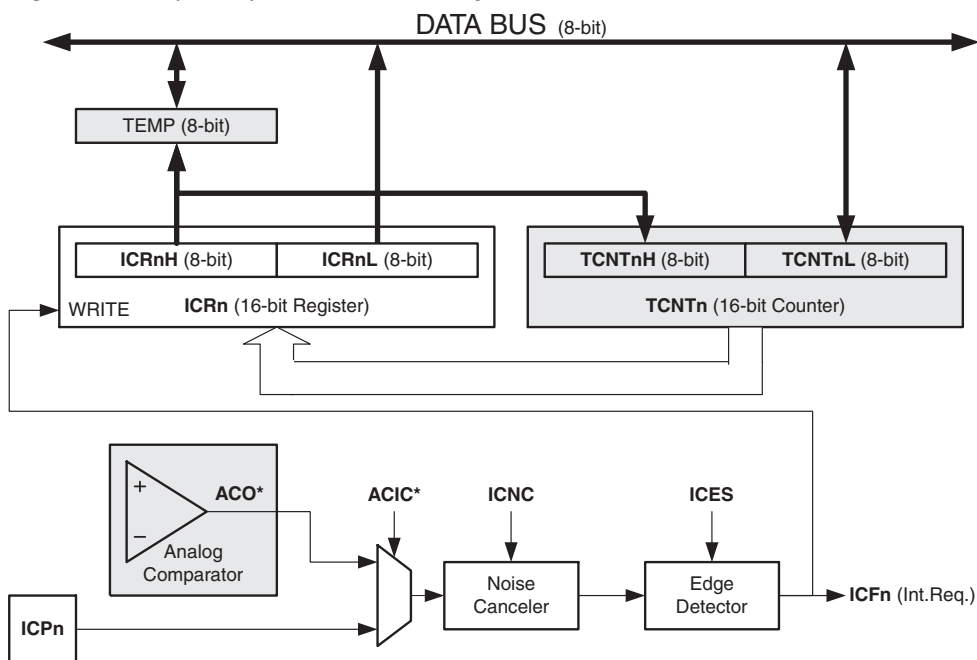 DATA BUS (8-bit)
TEMP (8-bit)
ICRnH (8-bit)
ICRnL (8-bit)
TCNTnH (8-bit)
TCNTnL (8-bit)
WRITE
ICRn (16-bit Register)
TCNTn (16-bit Counter)
+
ACO*
ACIC*
ICNC
ICES
−
Analog
Comparator
Noise
Canceler
Edge
Detector
ICFn (Int.Req.)
ICPn